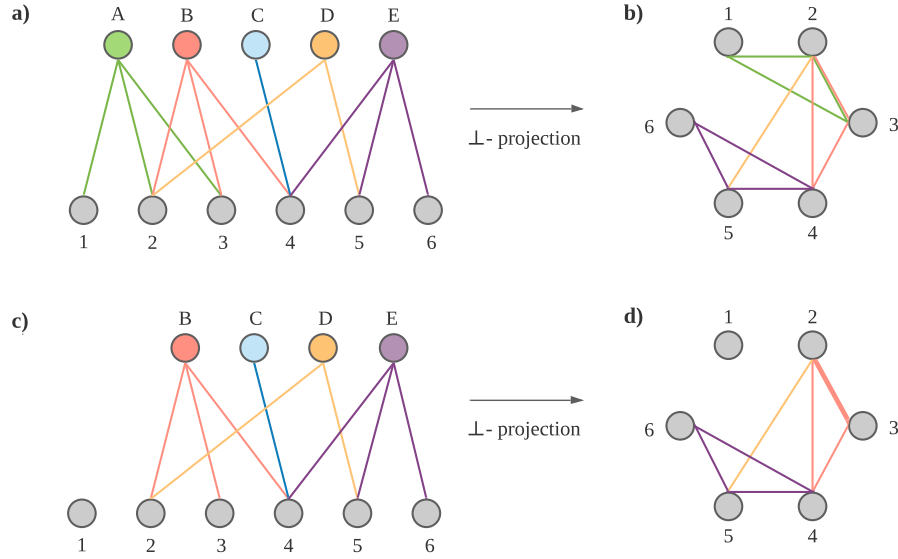 a)
A B C D E
1 2 3 4 5 6
⊥- projection
b)
1 2
6 3
5 4
c)
B C D E
1 2 3 4 5 6
⊥- projection
d)
1 2
6 3
5 4